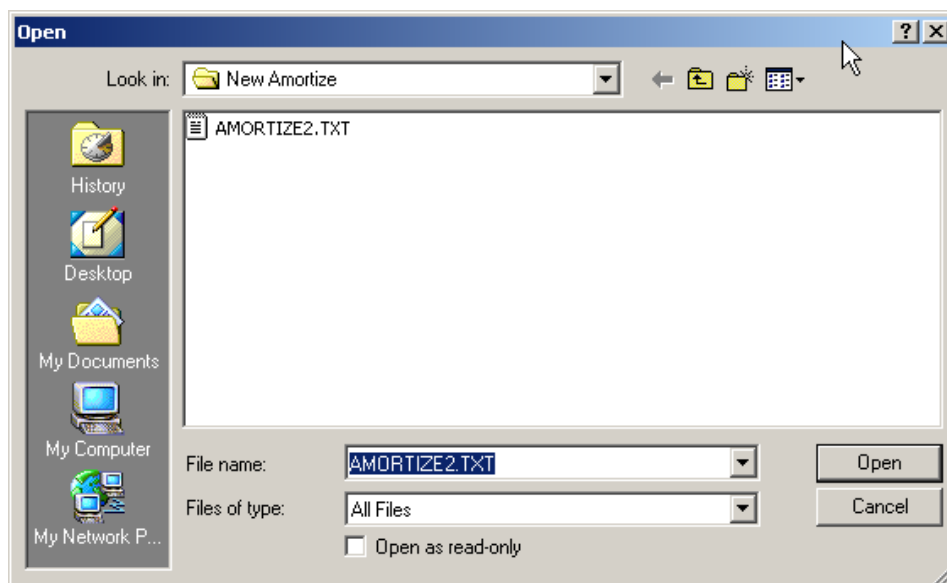 Open
Look in: New Amortize
AMORTIZE2.TXT
History
Desktop
My Documents
My Computer
My Network P...
File name: AMORTIZE2.TXT Open
Files of type: All Files Cancel
Open as read-only